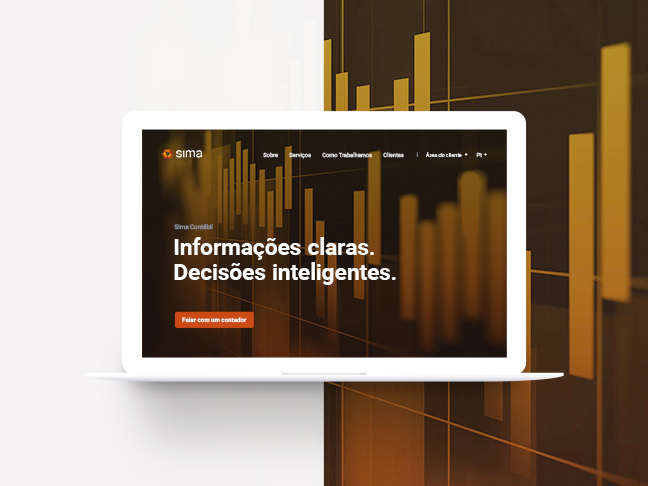 sima
Sobre Serviços Como Trabalhamos Clientes | Área do cliente + Pt +
Sima Contábil
Informações claras.
Decisões inteligentes.
Falar com um contador